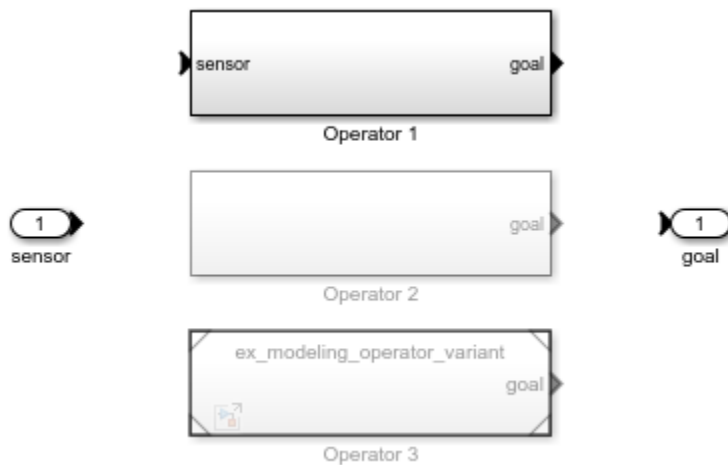 sensor goal
Operator 1
1 goal 1
sensor Operator 2 goal
ex_modeling_operator_variant
goal
Operator 3